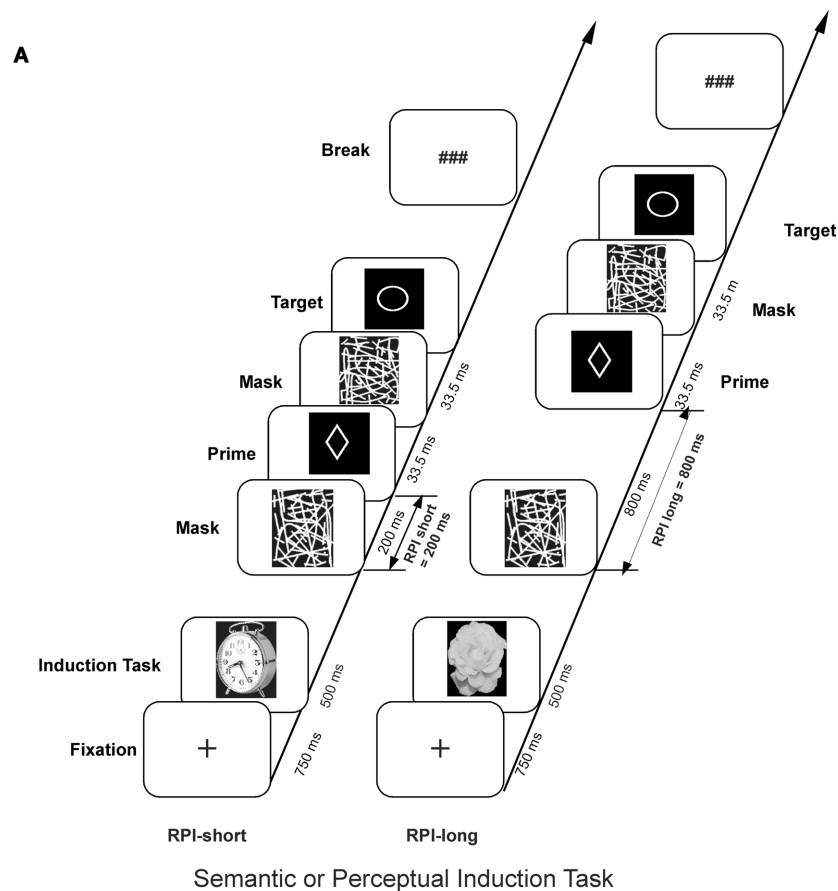 A
###
Break
###
Target
Mask
Prime
Mask
Induction Task
Fixation
+
750 ms
500 ms
200 ms
RPI short
= 200 ms
33.5 ms
33.5 ms
RPI-short
Target
Mask
Prime
+
750 ms
500 ms
800 ms
RPI long = 800 ms
33.5 ms
33.5 m
RPI-long
Semantic or Perceptual Induction Task